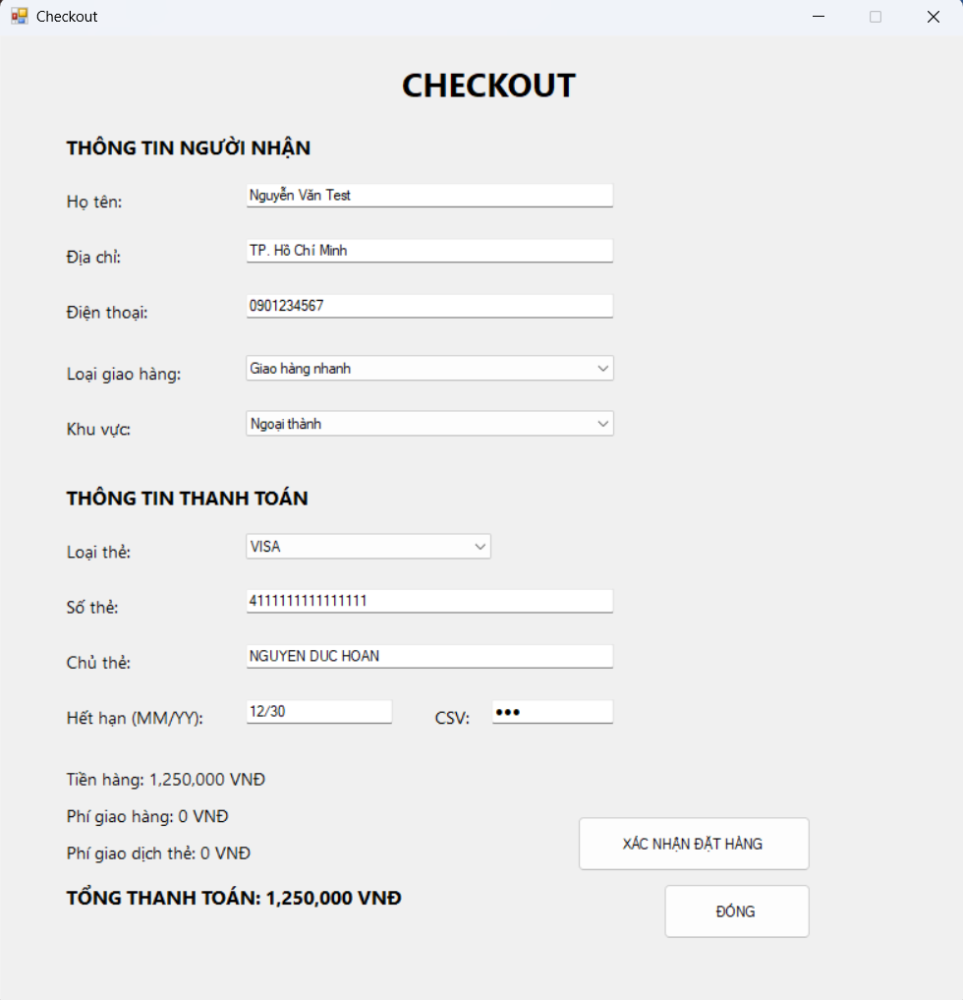 Checkout
CHECKOUT
THÔNG TIN NGƯỜI NHẬN
Họ tên: Nguyễn Văn Test
Địa chỉ: TP. Hồ Chí Minh
Điện thoại: 0901234567
Loại giao hàng: Giao hàng nhanh
Khu vực: Ngoại thành
THÔNG TIN THANH TOÁN
Loại thẻ: VISA
Số thẻ: 4111111111111111
Chủ thẻ: NGUYEN DUC HOAN
Hết hạn (MM/YY): 12/30 CSV: •••
Tiền hàng: 1,250,000 VNĐ
Phí giao hàng: 0 VNĐ
Phí giao dịch thẻ: 0 VNĐ
XÁC NHẬN ĐẶT HÀNG
TỔNG THANH TOÁN: 1,250,000 VNĐ
ĐÓNG